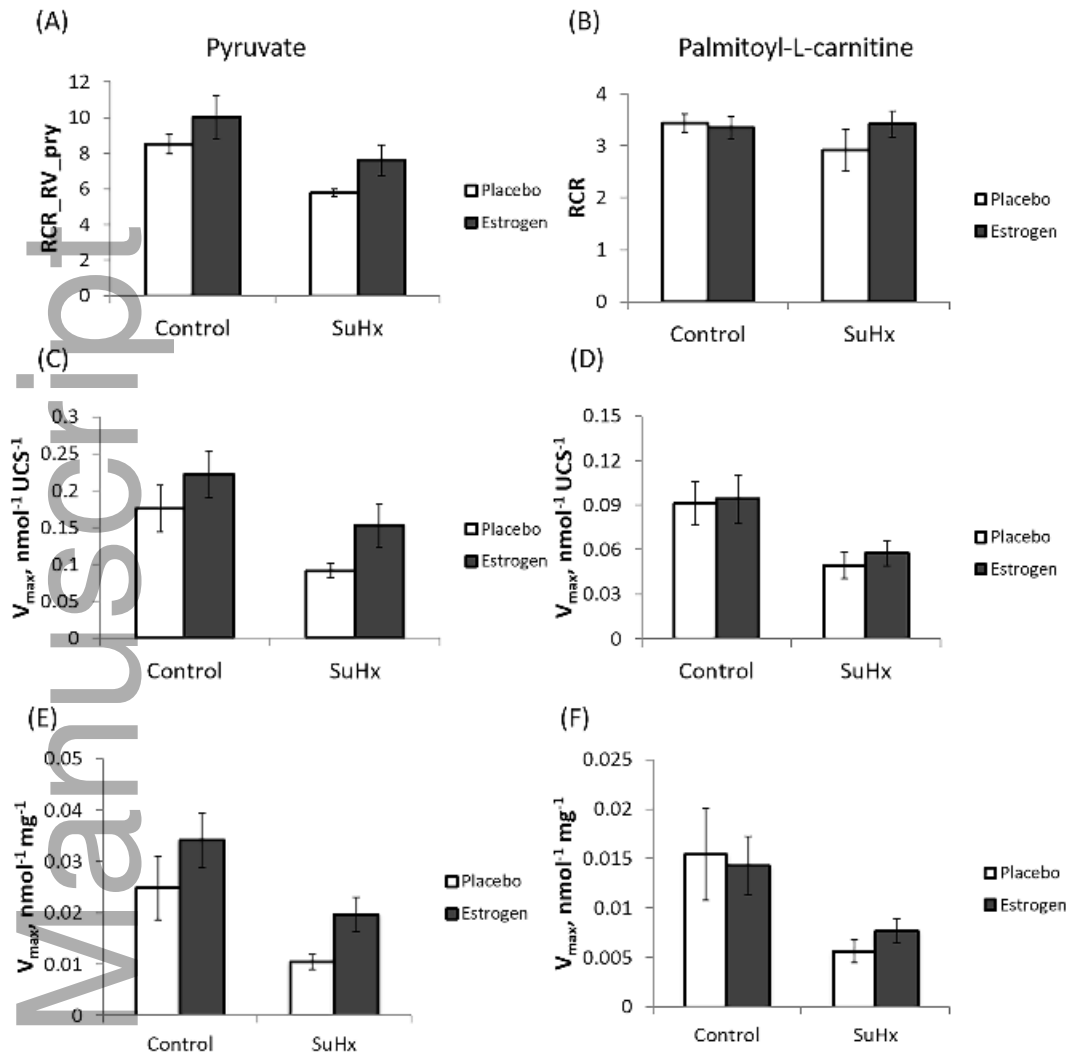 (A)
Pyruvate
RCR_RV_pry
12
10
8
6
4
2
0
Control
SuHx
Placebo
Estrogen
(B)
Palmitoyl-L-carnitine
RCR
4
3
2
1
0
Control
SuHx
Placebo
Estrogen
(C)
Vmax, nmol-1 UCS-1
0.3
0.25
0.2
0.15
0.1
0.05
0
Control
SuHx
Placebo
Estrogen
(D)
Vmax, nmol-1 UCS-1
0.15
0.12
0.09
0.06
0.03
0
Control
SuHx
Placebo
Estrogen
(E)
Vmax, nmol-1 mg-1
0.05
0.04
0.03
0.02
0.01
0
Control
SuHx
Placebo
Estrogen
(F)
Vmax, nmol-1 mg-1
0.025
0.02
0.015
0.01
0.005
0
Control
SuHx
Placebo
Estrogen
Manuscript